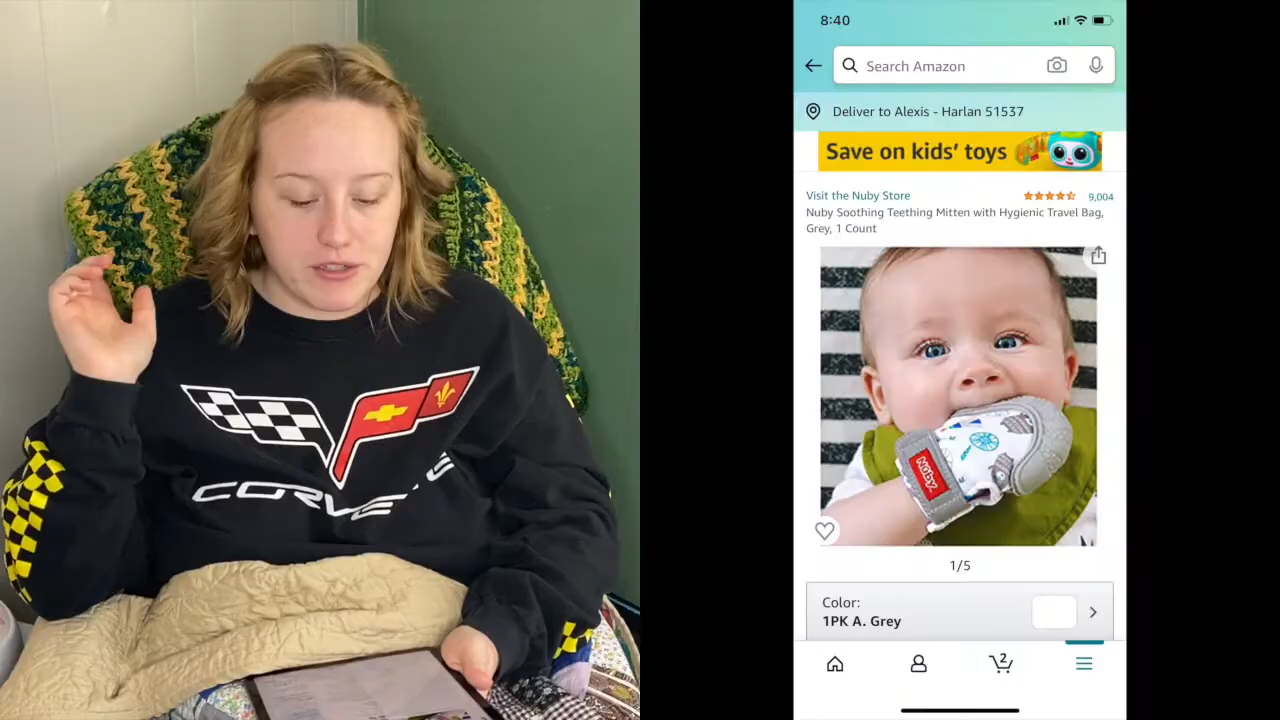 CORVE E
8:40
Search Amazon
Deliver to Alexis - Harlan 51537
Save on kids' toys
Visit the Nuby Store
9,004
Nuby Soothing Teething Mitten with Hygienic Travel Bag,
Grey, 1 Count
Nuby
1/5
Color:
1PK A. Grey
2